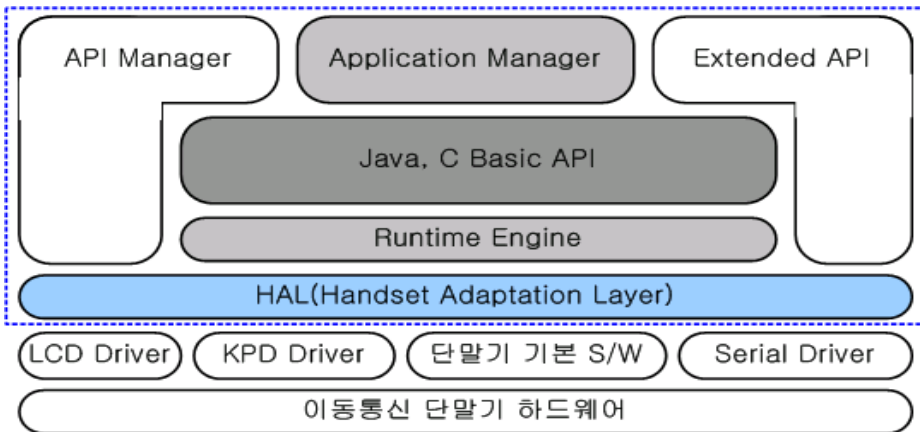 API Manager
Application Manager
Extended API
Java, C Basic API
Runtime Engine
HAL(Handset Adaptation Layer)
LCD Driver
KPD Driver
단말기 기본 S/W
Serial Driver
이동통신 단말기 하드웨어